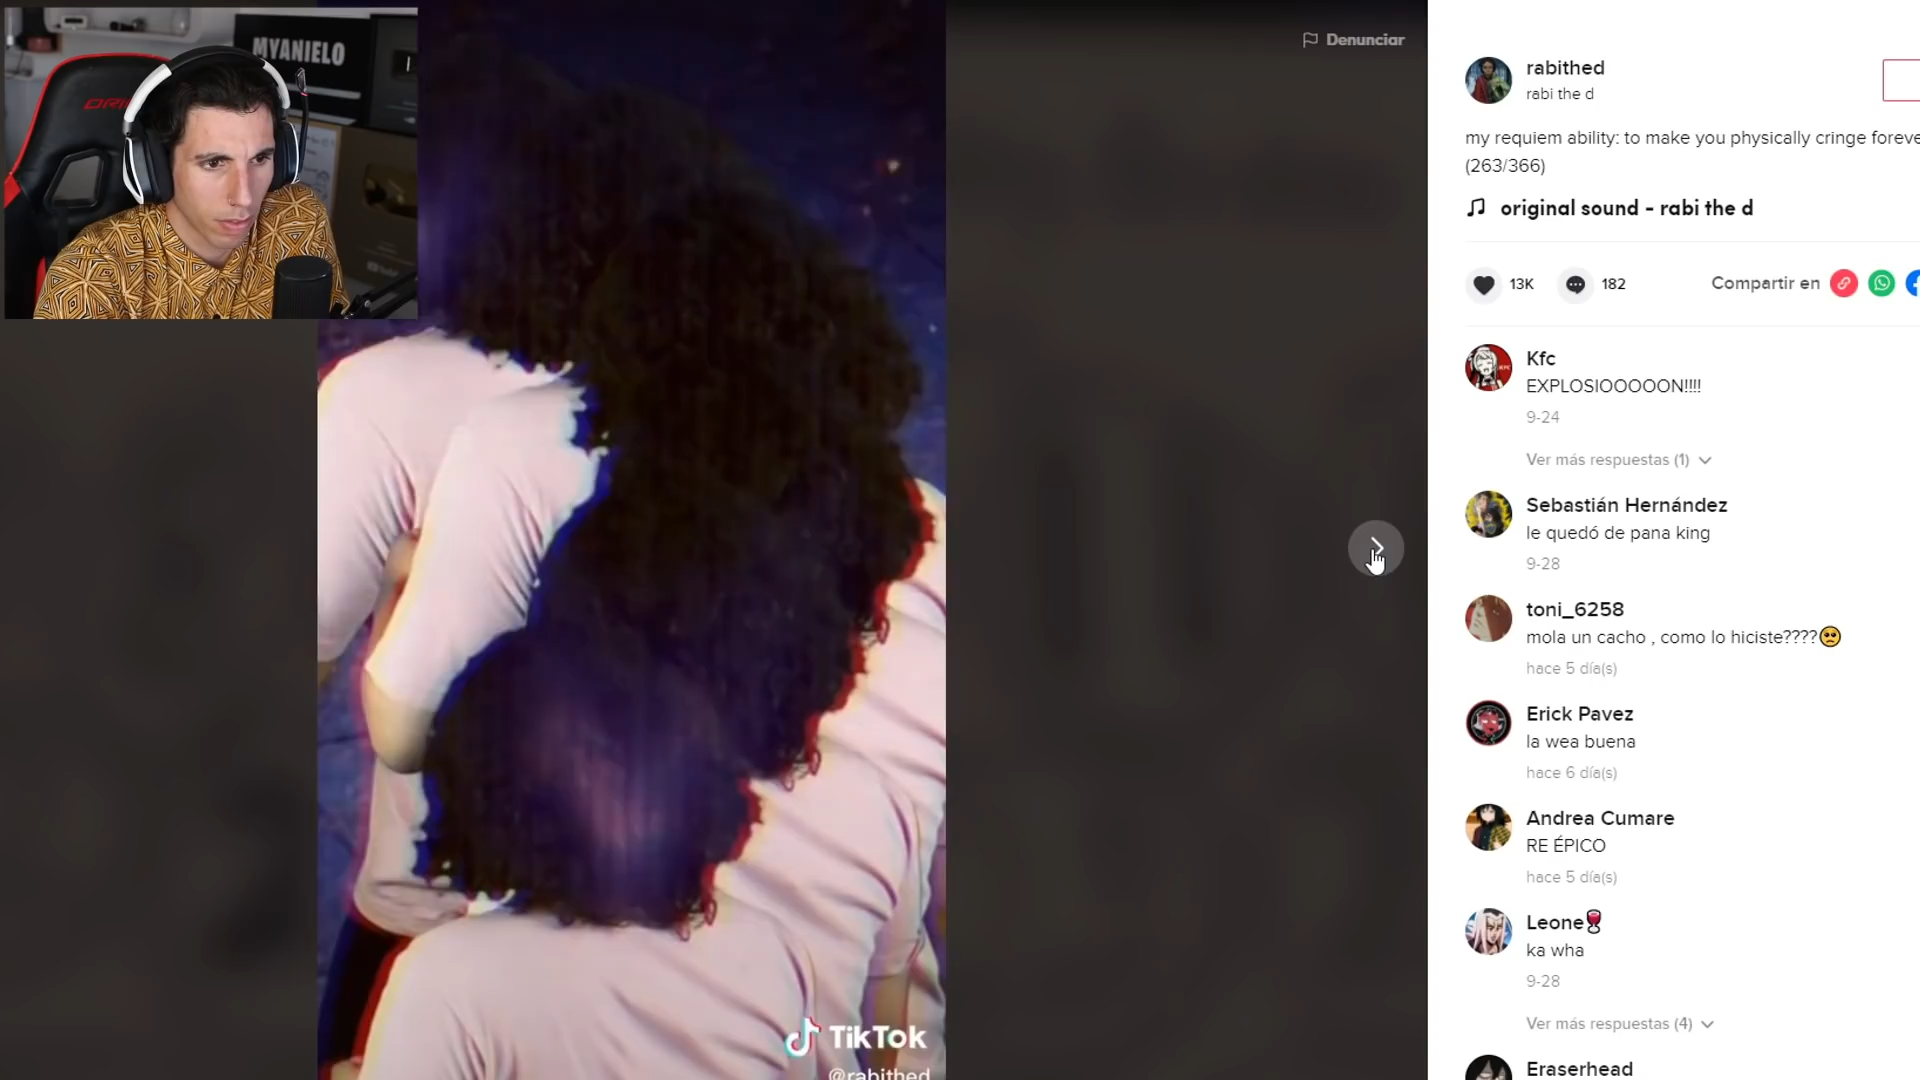 MYANIELO
Denunciar
rabithed
rabi the d
my requiem ability: to make you physically cringe foreve
(263/366)
original sound - rabi the d
13K
182
Compartir en
Kfc
EXPLOSIOOOOON!!!!
9-24
Ver más respuestas (1)
Sebastián Hernández
le quedó de pana king
9-28
toni_6258
mola un cacho , como lo hiciste????🥺
hace 5 día(s)
Erick Pavez
la wea buena
hace 6 día(s)
Andrea Cumare
RE ÉPICO
hace 5 día(s)
Leone🍷
ka wha
9-28
Ver más respuestas (4)
Eraserhead
TikTok
@rabithed